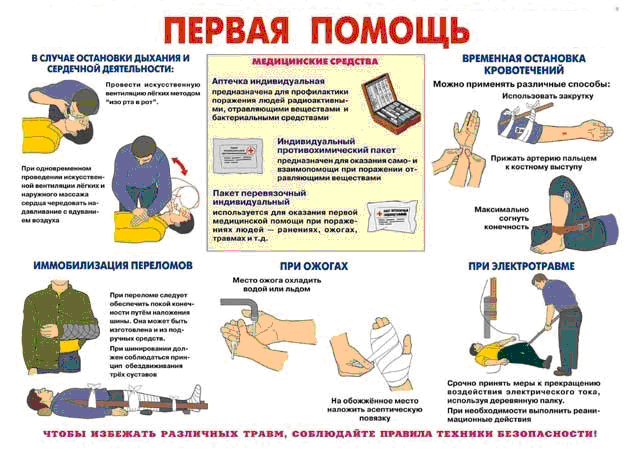 ПЕРВАЯ ПОМОЩЬ
В СЛУЧАЕ ОСТАНОВКИ ДЫХАНИЯ И
СЕРДЕЧНОЙ ДЕЯТЕЛЬНОСТИ:
Провести искусственную
вентиляцию лёгких методом
"изо рта в рот".
При одновременном
проведении искусствен-
ной вентиляции лёгких и
наружного массажа
сердца чередовать на-
давливание с вдувани-
ем воздуха
МЕДИЦИНСКИЕ СРЕДСТВА
Аптечка индивидуальная
предназначена для профилактики
поражения людей радиоактивны-
ми, отравляющими веществами и
бактериальными средствами
Индивидуальный
противохимический пакет
предназначен для оказания само- и
взаимопомощи при поражении от-
равляющими веществами
Пакет перевязочный
индивидуальный
используется для оказания первой
медицинской помощи при пораже-
ниях людей — ранениях, ожогах,
травмах и т.д.
ВРЕМЕННАЯ ОСТАНОВКА
КРОВОТЕЧЕНИЙ
Можно применять различные способы:
Использовать закрутку
Прижать артерию пальцем
к костному выступу
Максимально
согнуть
конечность
ИММОБИЛИЗАЦИЯ ПЕРЕЛОМОВ
При переломе следует
обеспечить покой конеч-
ности путём наложения
шины. Она может быть
изготовлена и из под-
ручных средств.
При шинировании дол-
жен соблюдаться прин-
цип обездвиживания
трёх суставов
ПРИ ОЖОГАХ
Место ожога охладить
водой или льдом
На обожжённое место
наложить асептическую
повязку
ПРИ ЭЛЕКТРОТРАВМЕ
Срочно принять меры к прекращению
воздействия электрического тока,
используя деревянную палку.
При необходимости выполнить реани-
мационные действия
ЧТОБЫ ИЗБЕЖАТЬ РАЗЛИЧНЫХ ТРАВМ, СОБЛЮДАЙТЕ ПРАВИЛА ТЕХНИКИ БЕЗОПАСНОСТИ!